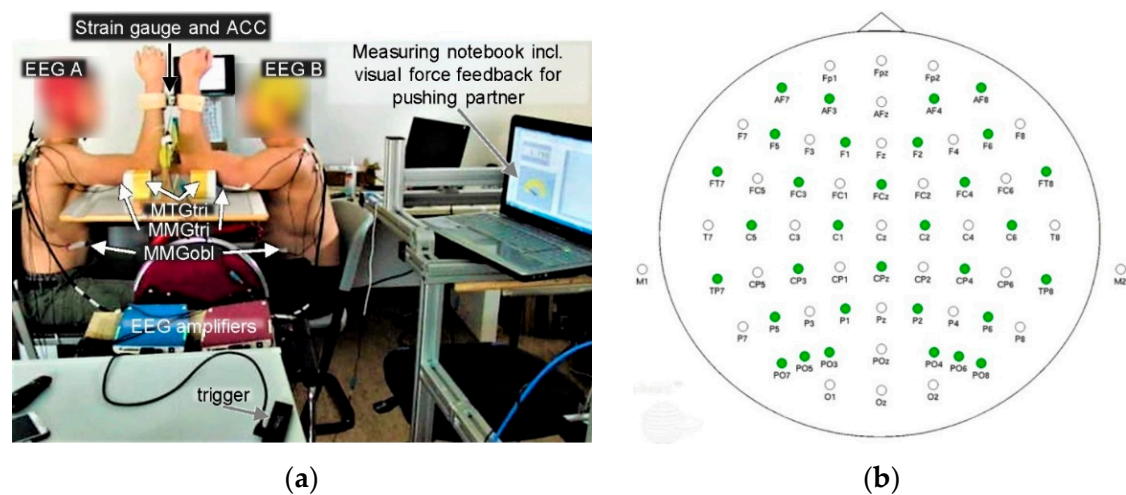 Strain gauge and ACC
EEG A
EEG B
Measuring notebook incl.
visual force feedback for
pushing partner
MTGtri
MMGtri
MMGobl
EEG amplifiers
trigger
(a)
Fp1 Fpz Fp2
AF7 AF3 AFz AF4 AF8
F7 F5 F3 F1 Fz F2 F4 F6 F8
FT7 FC5 FC3 FC1 FCz FC2 FC4 FC6 FT8
T7 C5 C3 C1 Cz C2 C4 C6 T8
M1 TP7 CP5 CP3 CP1 CPz CP2 CP4 CP6 TP8 M2
P7 P5 P3 P1 Pz P2 P4 P6 P8
PO7 PO5 PO3 POz PO4 PO6 PO8
O1 Oz O2
(b)